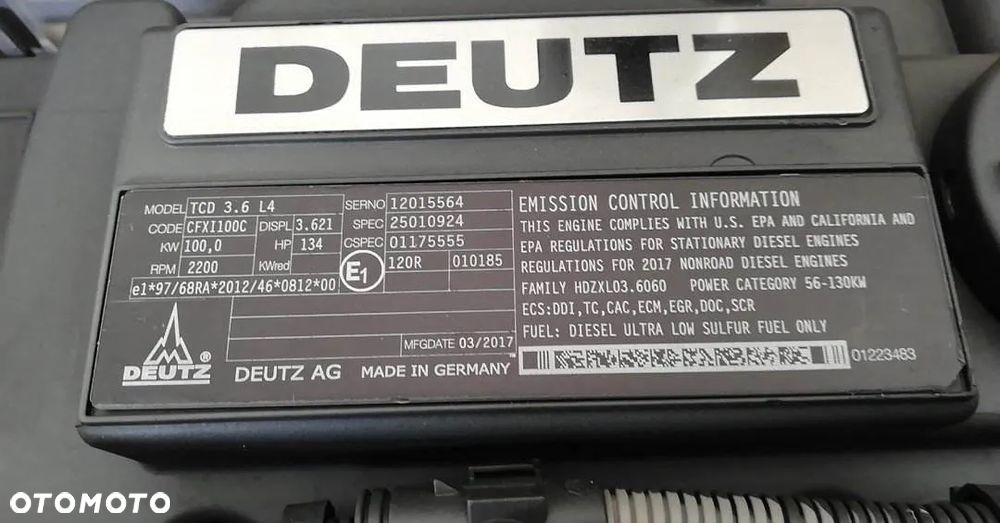 DEUTZ
MODEL TCD 3.6 L4
CODE CFXI100C DISPL 3.621
KW 100,0 HP 134
RPM 2200 KWred
e1*97/68RA*2012/46*0812*00
SERNO 12015564
SPEC 25010924
CSPEC 01175555
E1 120R 010185
MFGDATE 03/2017
DEUTZ ®
DEUTZ AG MADE IN GERMANY
EMISSION CONTROL INFORMATION
THIS ENGINE COMPLIES WITH U.S. EPA AND CALIFORNIA AND
EPA REGULATIONS FOR STATIONARY DIESEL ENGINES
REGULATIONS FOR 2017 NONROAD DIESEL ENGINES
FAMILY HDZXL03.6060 POWER CATEGORY 56-130KW
ECS:DDI,TC,CAC,ECM,EGR,DOC,SCR
FUEL: DIESEL ULTRA LOW SULFUR FUEL ONLY
01223483
OTOMOTO